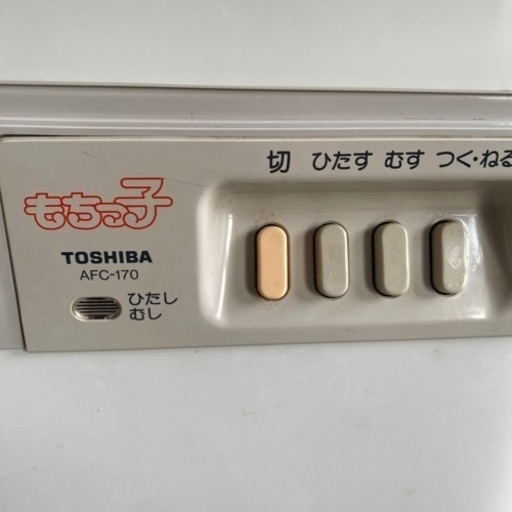 切 ひたす むす つく・ねる
もちっ子
TOSHIBA
AFC-170
ひたし
むし